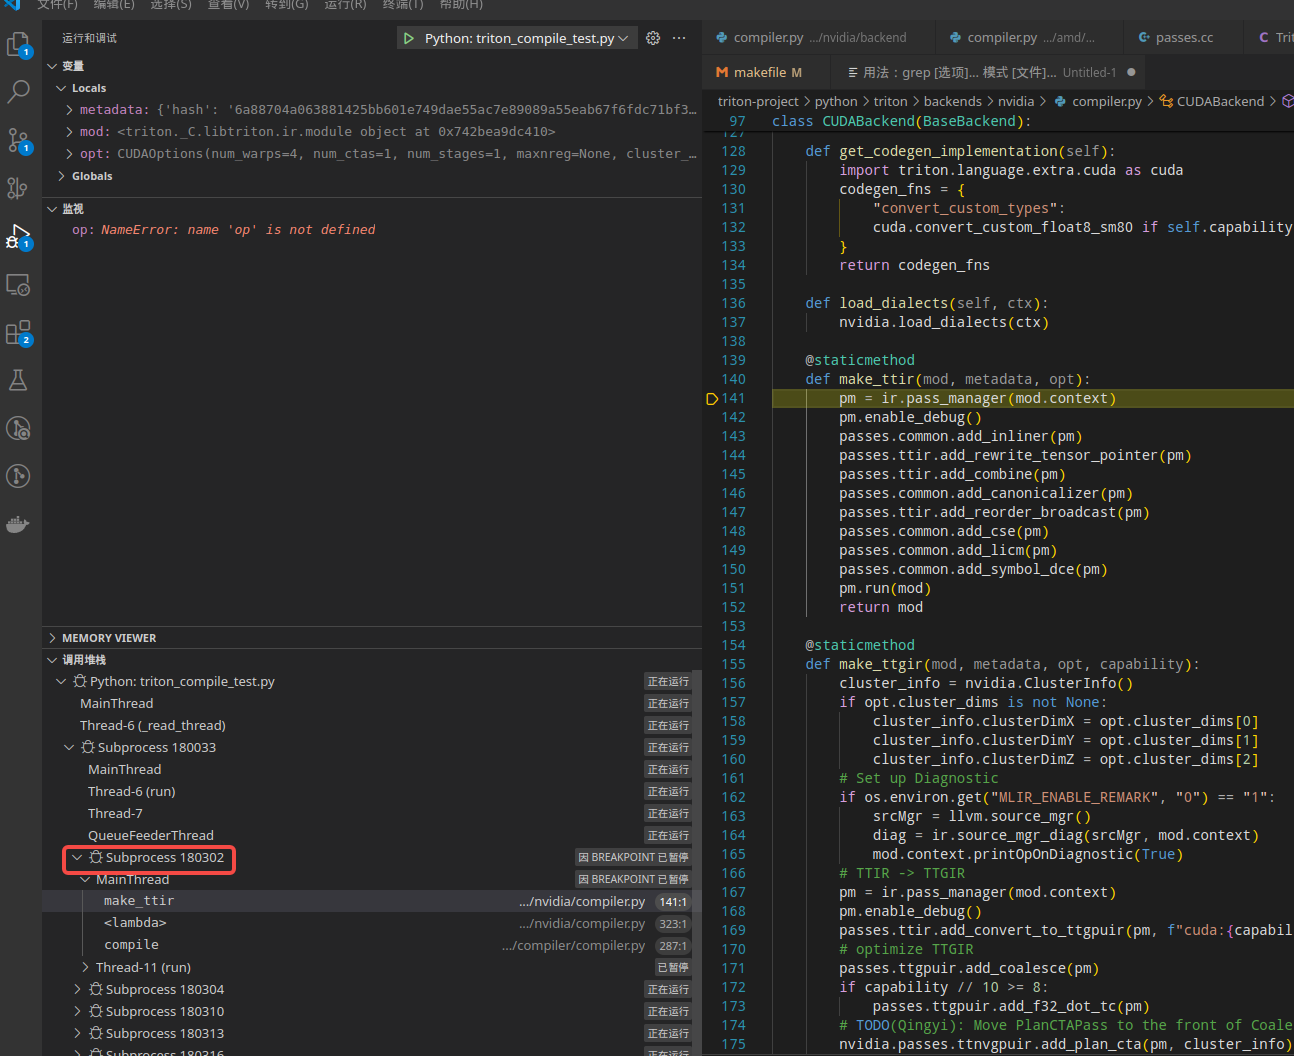 文件(F) 编辑(E) 选择(S) 查看(V) 转到(G) 运行(R) 终端(T) 帮助(H)
运行和调试
Python: triton_compile_test.py
变量
Locals
metadata: {'hash': '6a88704a063881425bb601e749dae55ac7e89089a55eab67f6fdc71bf3…
mod: <triton._C.libtriton.ir.module object at 0x742bea9dc410>
opt: CUDAOptions(num_warps=4, num_ctas=1, num_stages=1, maxnreg=None, cluster_…
Globals
监视
op: NameError: name 'op' is not defined
MEMORY VIEWER
调用堆栈
Python: triton_compile_test.py 正在运行
MainThread 正在运行
Thread-6 (_read_thread) 正在运行
Subprocess 180033 正在运行
MainThread 正在运行
Thread-6 (run) 正在运行
Thread-7 正在运行
QueueFeederThread 正在运行
Subprocess 180302 因 BREAKPOINT 已暂停
MainThread 因 BREAKPOINT 已暂停
make_ttir .../nvidia/compiler.py 141:1
<lambda> .../nvidia/compiler.py 323:1
compile .../compiler/compiler.py 287:1
Thread-11 (run) 已暂停
Subprocess 180304 正在运行
Subprocess 180310 正在运行
Subprocess 180313 正在运行
Subprocess 180316 正在运行
1
1
1
2
compiler.py .../nvidia/backend compiler.py .../amd/... passes.cc Trit
makefile M 用法：grep [选项]... 模式 [文件]... Untitled-1
triton-project > python > triton > backends > nvidia > compiler.py > CUDABackend >
97 class CUDABackend(BaseBackend):
127
128 def get_codegen_implementation(self):
129 import triton.language.extra.cuda as cuda
130 codegen_fns = {
131 "convert_custom_types":
132 cuda.convert_custom_float8_sm80 if self.capability
133 }
134 return codegen_fns
135
136 def load_dialects(self, ctx):
137 nvidia.load_dialects(ctx)
138
139 @staticmethod
140 def make_ttir(mod, metadata, opt):
141 pm = ir.pass_manager(mod.context)
142 pm.enable_debug()
143 passes.common.add_inliner(pm)
144 passes.ttir.add_rewrite_tensor_pointer(pm)
145 passes.ttir.add_combine(pm)
146 passes.common.add_canonicalizer(pm)
147 passes.ttir.add_reorder_broadcast(pm)
148 passes.common.add_cse(pm)
149 passes.common.add_licm(pm)
150 passes.common.add_symbol_dce(pm)
151 pm.run(mod)
152 return mod
153
154 @staticmethod
155 def make_ttgir(mod, metadata, opt, capability):
156 cluster_info = nvidia.ClusterInfo()
157 if opt.cluster_dims is not None:
158 cluster_info.clusterDimX = opt.cluster_dims[0]
159 cluster_info.clusterDimY = opt.cluster_dims[1]
160 cluster_info.clusterDimZ = opt.cluster_dims[2]
161 # Set up Diagnostic
162 if os.environ.get("MLIR_ENABLE_REMARK", "0") == "1":
163 srcMgr = llvm.source_mgr()
164 diag = ir.source_mgr_diag(srcMgr, mod.context)
165 mod.context.printOpOnDiagnostic(True)
166 # TTIR -> TTGIR
167 pm = ir.pass_manager(mod.context)
168 pm.enable_debug()
169 passes.ttir.add_convert_to_ttgpuir(pm, f"cuda:{capabil
170 # optimize TTGIR
171 passes.ttgpuir.add_coalesce(pm)
172 if capability // 10 >= 8:
173 passes.ttgpuir.add_f32_dot_tc(pm)
174 # TODO(Qingyi): Move PlanCTAPass to the front of Coale
175 nvidia.passes.ttnvgpuir.add_plan_cta(pm, cluster_info)